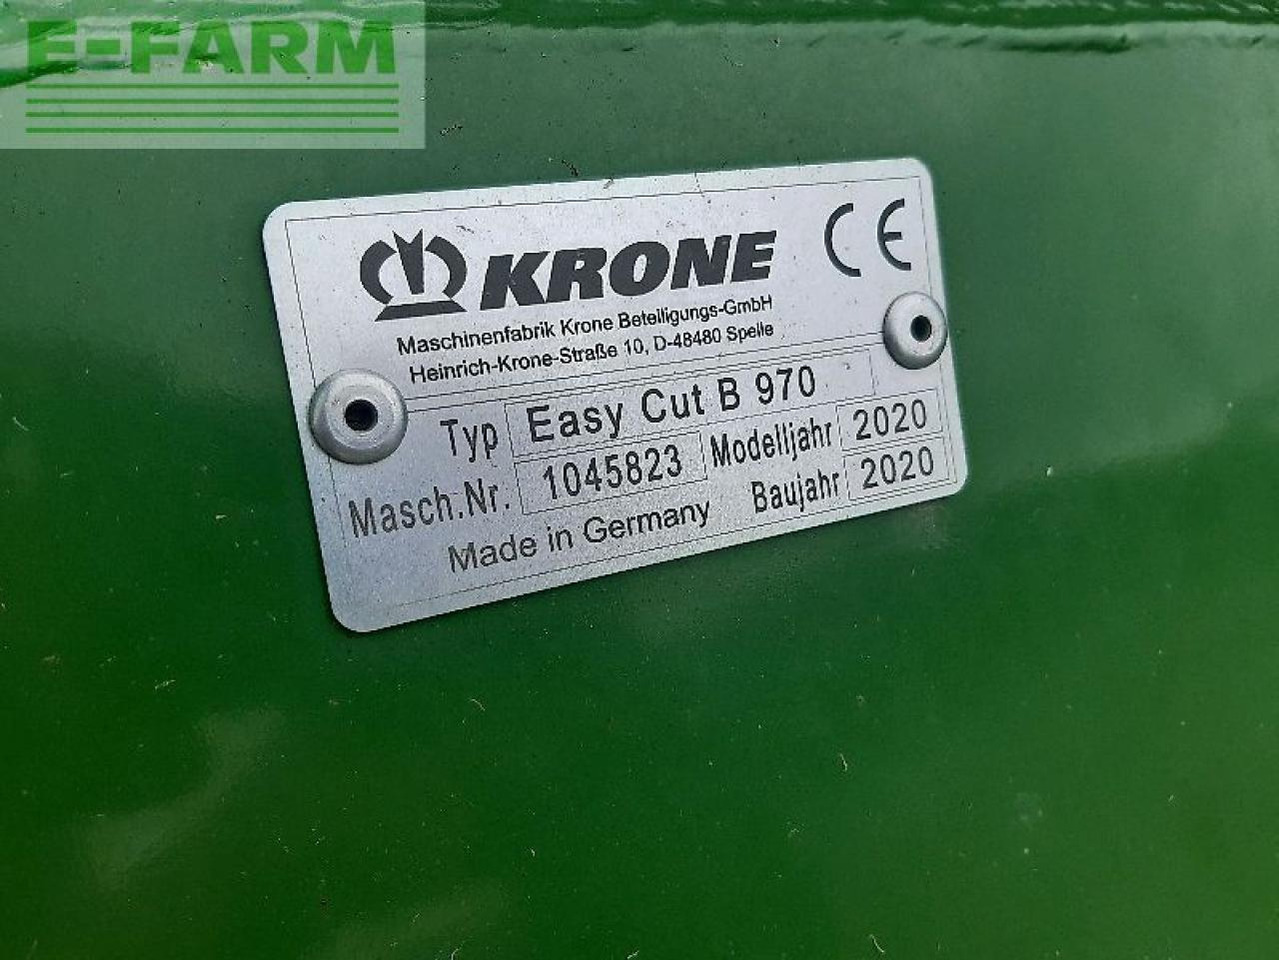 E-FARM
KRONE CE
Maschinenfabrik Krone Beteiligungs-GmbH
Heinrich-Krone-Straße 10, D-48480 Spelle
Typ Easy Cut B 970
Masch.Nr. 1045823 Modelljahr 2020
Made in Germany Baujahr 2020